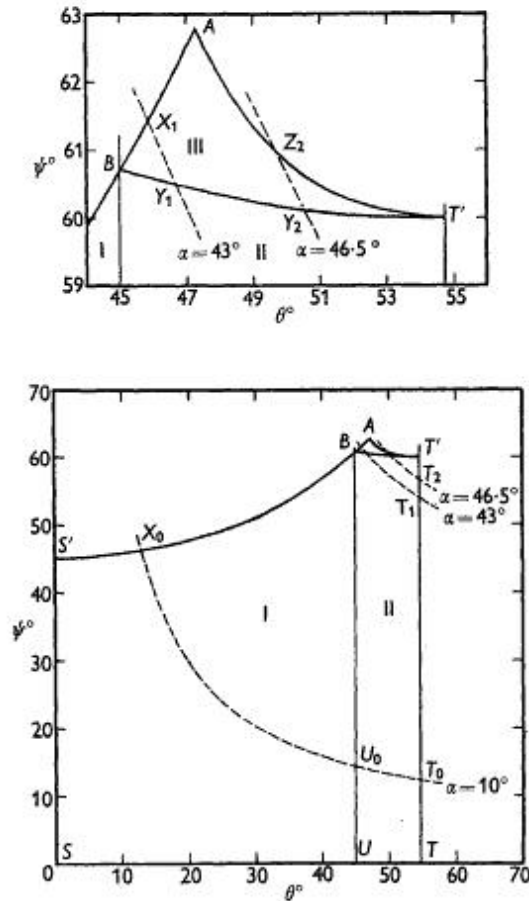 63
A
62
X₁
Z₂
III
61
ψ°
B
Y₁
Y₂
T′
60
I
α = 43°
II
α = 46·5°
59
45
47
49
51
53
55
θ°
70
A
B
T′
60
T₂
α = 46·5°
T₁
α = 43°
50
X₀
S′
40
ψ°
I
II
30
20
U₀
T₀
α = 10°
10
S
U
T
0
10
20
30
40
50
60
70
θ°